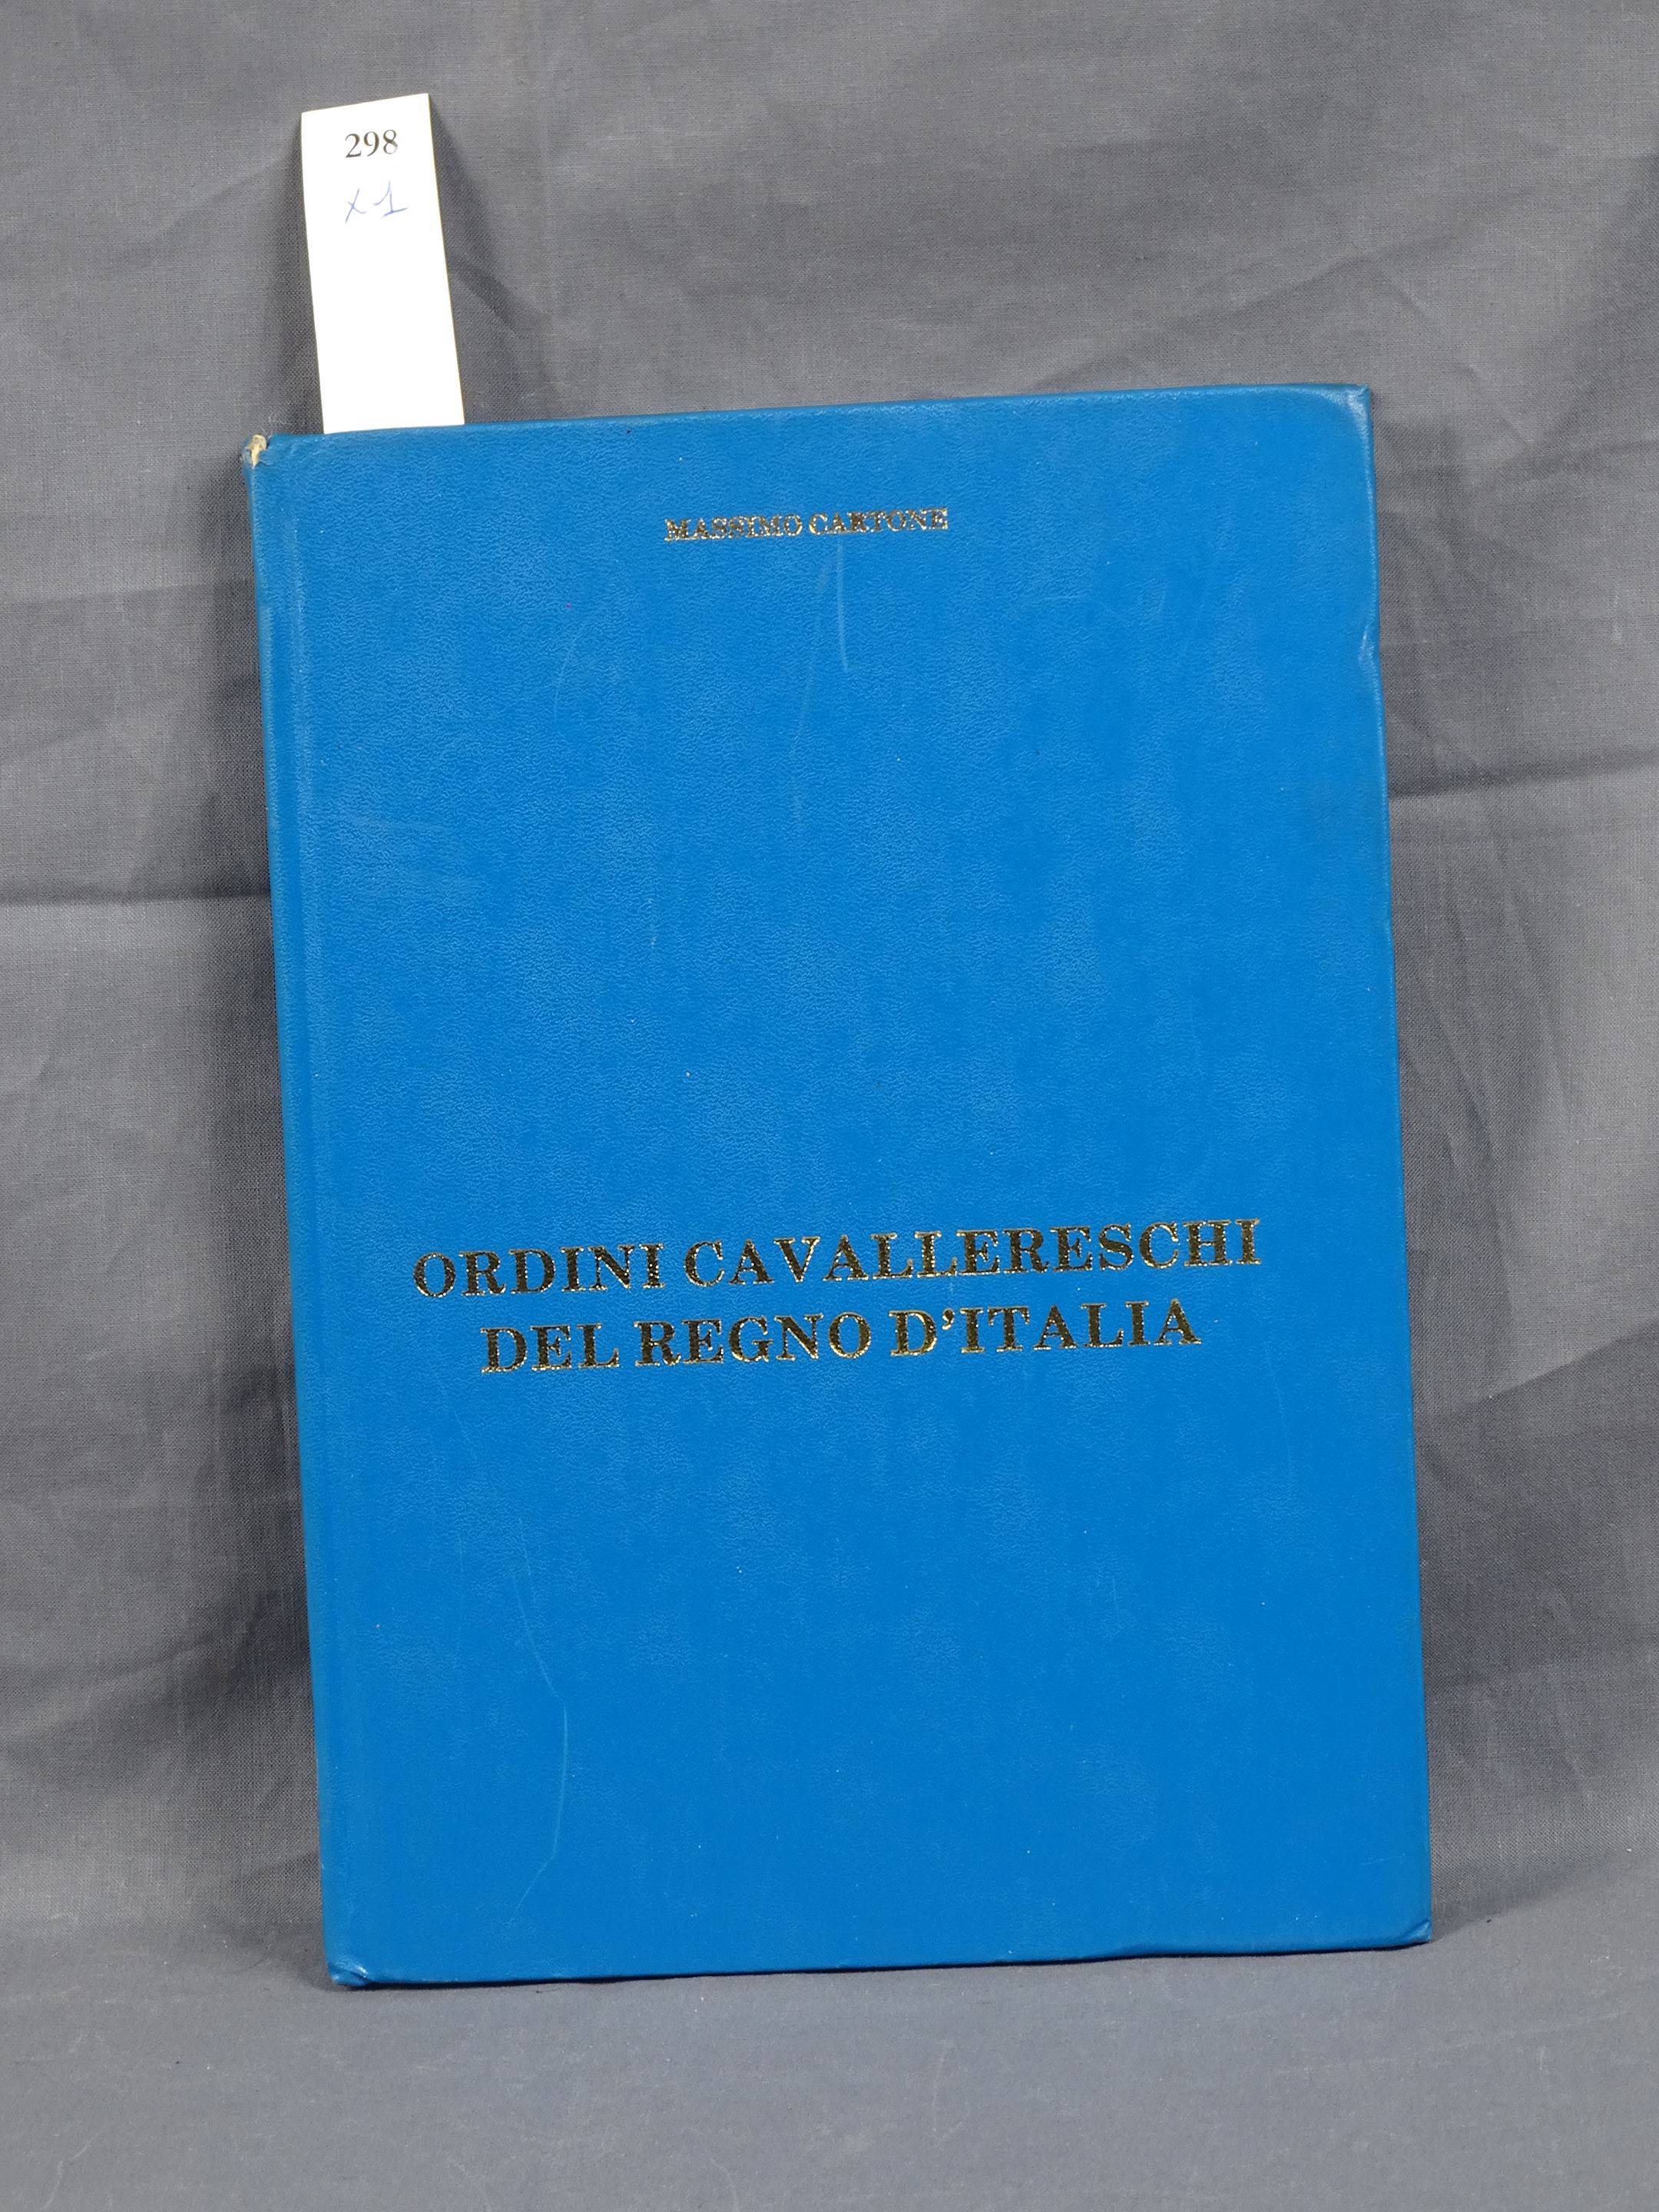 298
x1
MASSIMO CARTONE
ORDINI CAVALLERESCHI
DEL REGNO D'ITALIA